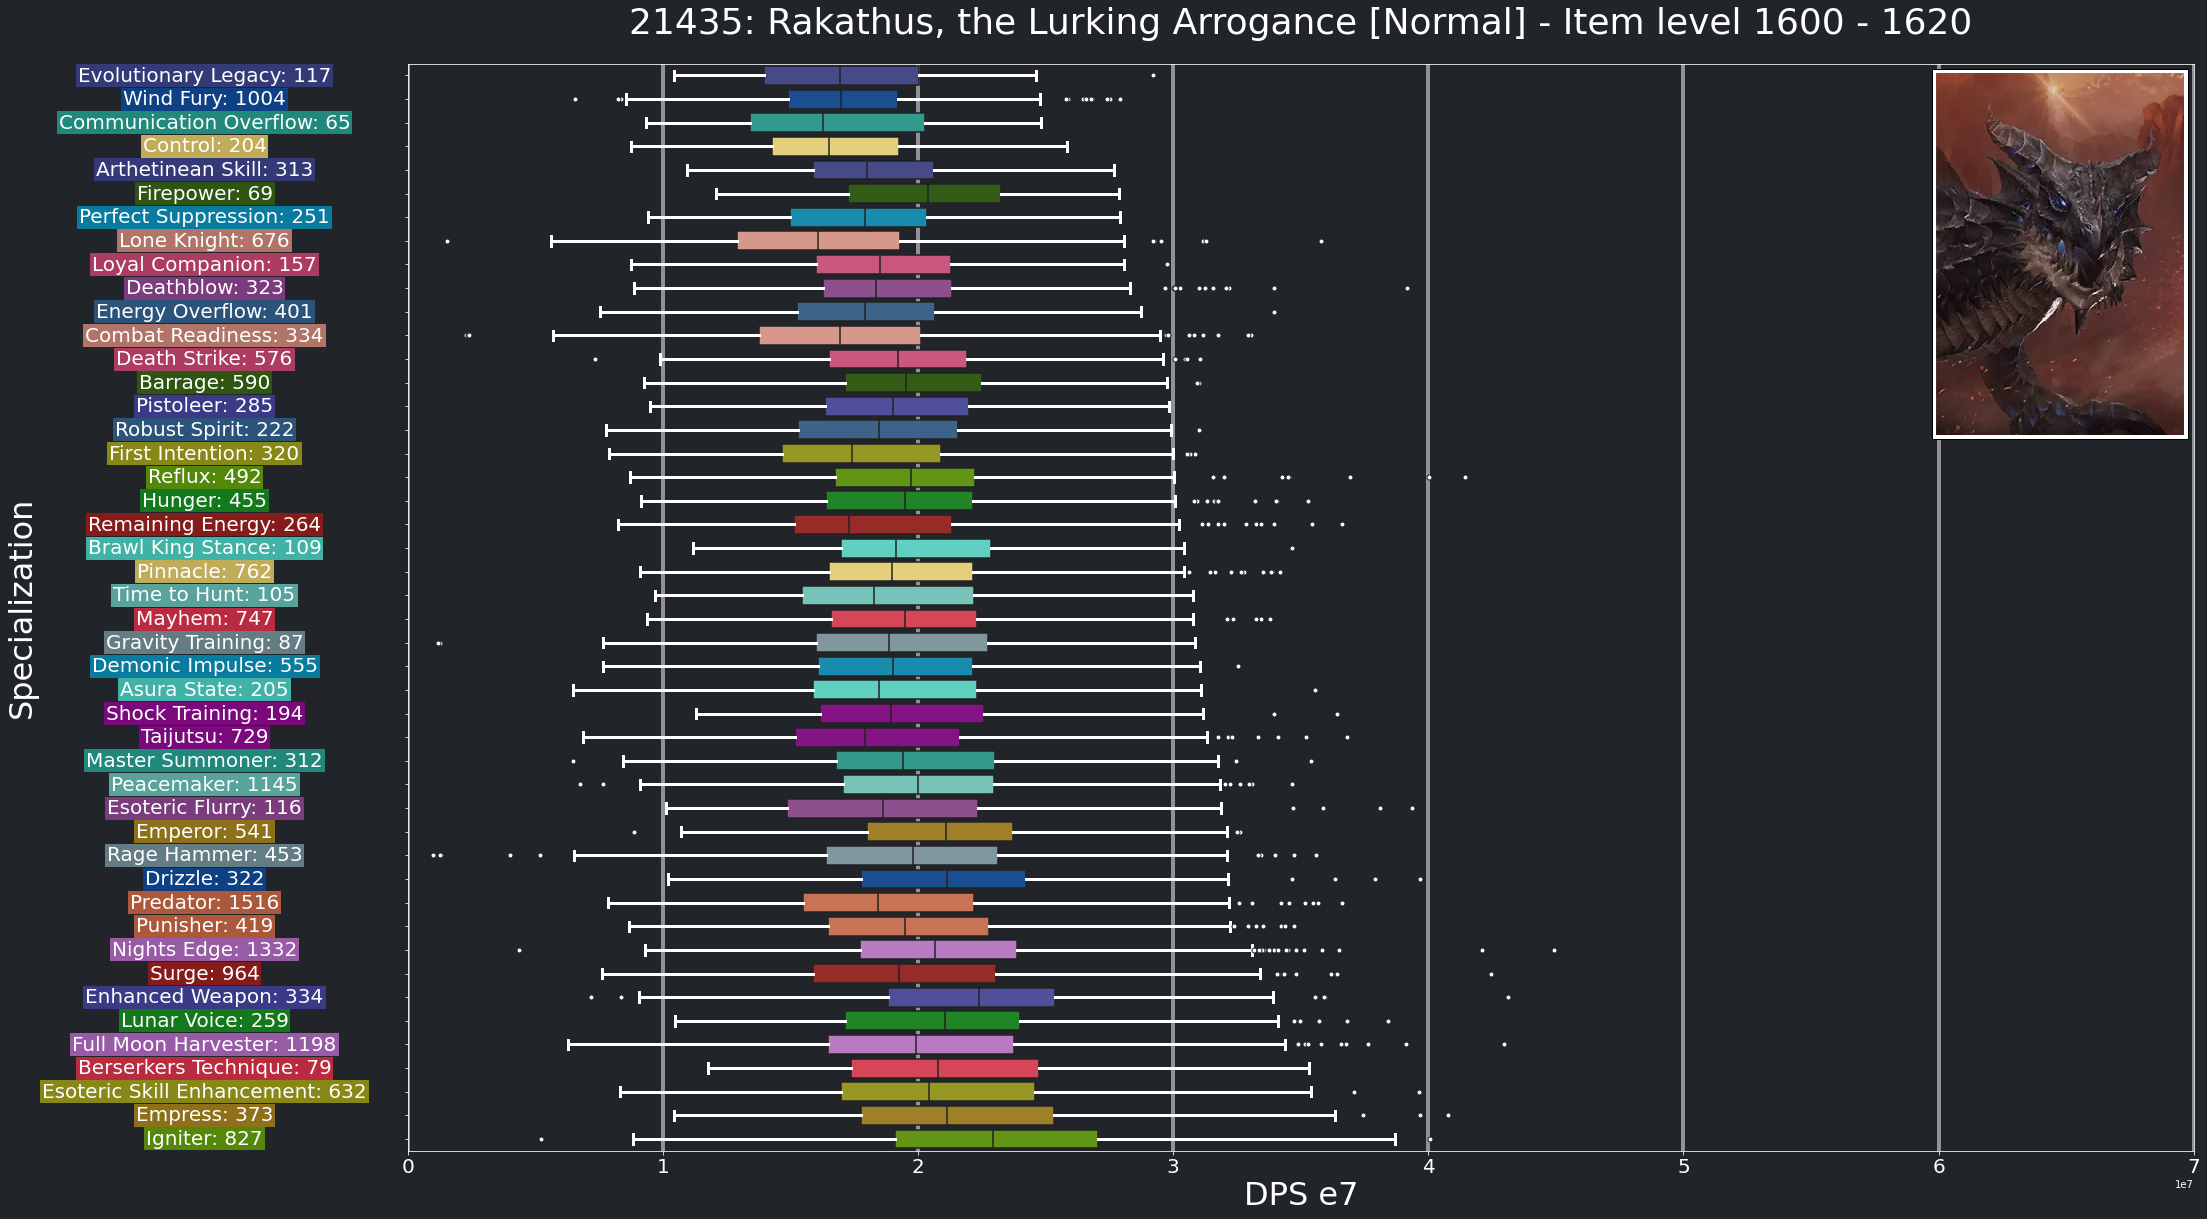 21435: Rakathus, the Lurking Arrogance [Normal] - Item level 1600 - 1620
Specialization
Evolutionary Legacy: 117
Wind Fury: 1004
Communication Overflow: 65
Control: 204
Arthetinean Skill: 313
Firepower: 69
Perfect Suppression: 251
Lone Knight: 676
Loyal Companion: 157
Deathblow: 323
Energy Overflow: 401
Combat Readiness: 334
Death Strike: 576
Barrage: 590
Pistoleer: 285
Robust Spirit: 222
First Intention: 320
Reflux: 492
Hunger: 455
Remaining Energy: 264
Brawl King Stance: 109
Pinnacle: 762
Time to Hunt: 105
Mayhem: 747
Gravity Training: 87
Demonic Impulse: 555
Asura State: 205
Shock Training: 194
Taijutsu: 729
Master Summoner: 312
Peacemaker: 1145
Esoteric Flurry: 116
Emperor: 541
Rage Hammer: 453
Drizzle: 322
Predator: 1516
Punisher: 419
Nights Edge: 1332
Surge: 964
Enhanced Weapon: 334
Lunar Voice: 259
Full Moon Harvester: 1198
Berserkers Technique: 79
Esoteric Skill Enhancement: 632
Empress: 373
Igniter: 827
0 1 2 3 4 5 6 7
1e7
DPS e7